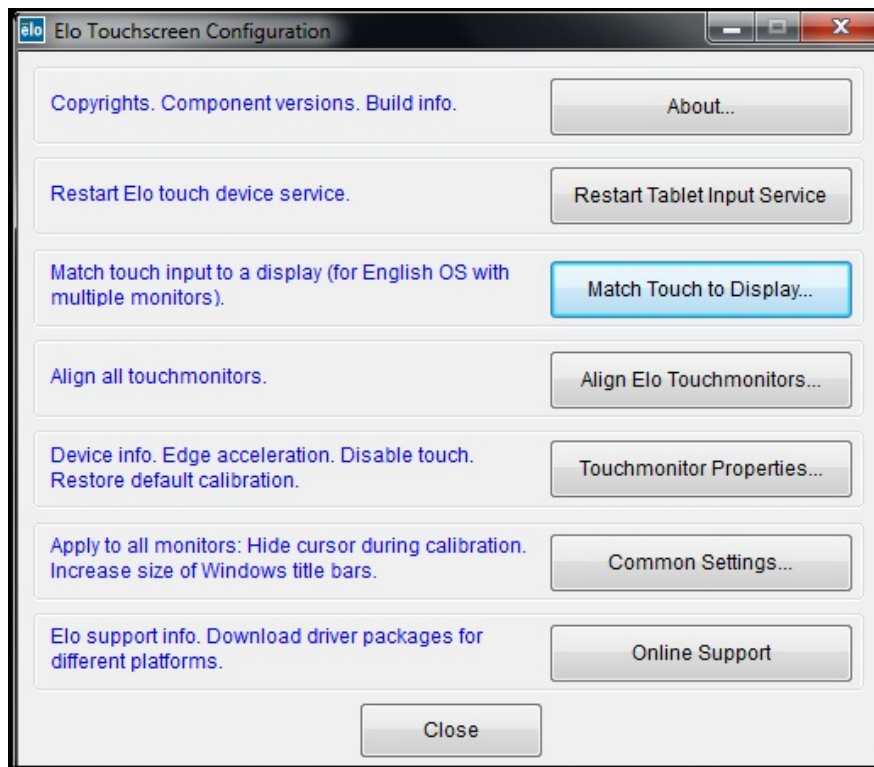 elo Elo Touchscreen Configuration
Copyrights. Component versions. Build info.
About...
Restart Elo touch device service.
Restart Tablet Input Service
Match touch input to a display (for English OS with
multiple monitors).
Match Touch to Display...
Align all touchmonitors.
Align Elo Touchmonitors...
Device info. Edge acceleration. Disable touch.
Restore default calibration.
Touchmonitor Properties...
Apply to all monitors: Hide cursor during calibration.
Increase size of Windows title bars.
Common Settings...
Elo support info. Download driver packages for
different platforms.
Online Support
Close